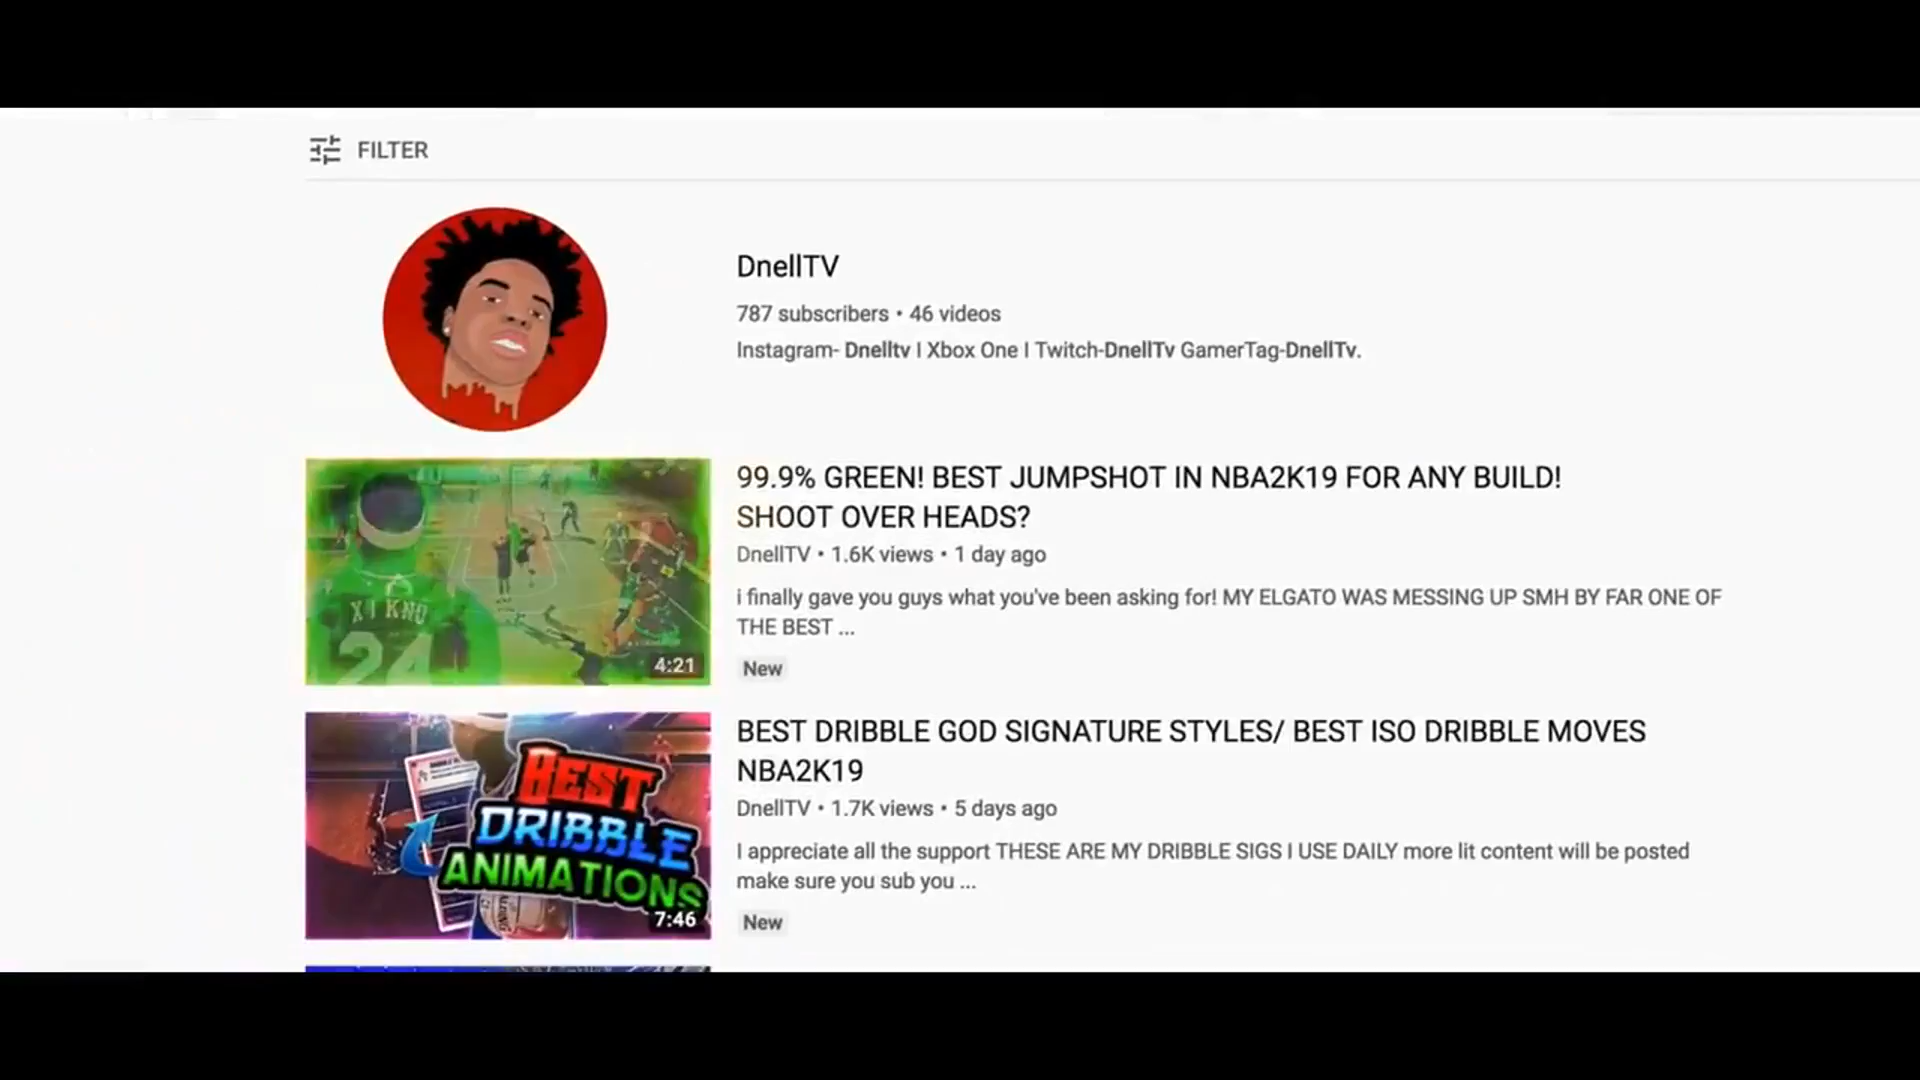 FILTER
DnellTV
787 subscribers • 46 videos
Instagram- Dnelltv I Xbox One I Twitch-DnellTv GamerTag-DnellTv.
X I KNO
24
4:21
99.9% GREEN! BEST JUMPSHOT IN NBA2K19 FOR ANY BUILD!
SHOOT OVER HEADS?
DnellTV • 1.6K views • 1 day ago
i finally gave you guys what you've been asking for! MY ELGATO WAS MESSING UP SMH BY FAR ONE OF
THE BEST ...
New
BEST
DRIBBLE
ANIMATIONS
7:46
BEST DRIBBLE GOD SIGNATURE STYLES/ BEST ISO DRIBBLE MOVES
NBA2K19
DnellTV • 1.7K views • 5 days ago
I appreciate all the support THESE ARE MY DRIBBLE SIGS I USE DAILY more lit content will be posted
make sure you sub you ...
New